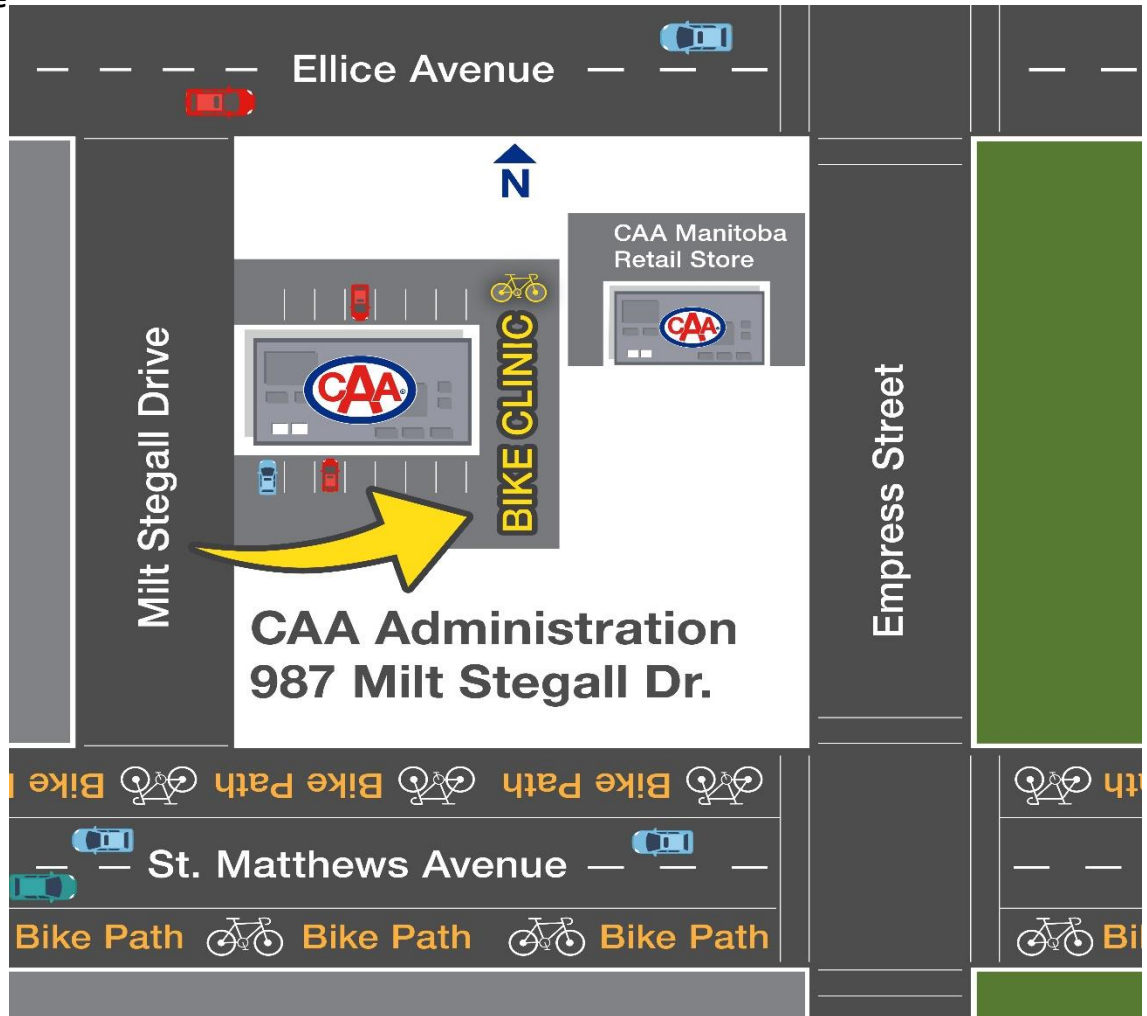 Ellice Avenue
N
CAA Manitoba
Retail Store
CAA
CAA
BIKE CLINIC
Milt Stegall Drive
Empress Street
CAA Administration
987 Milt Stegall Dr.
Bike Path Bike Path Bike
St. Matthews Avenue
Bike Path Bike Path Bike Path